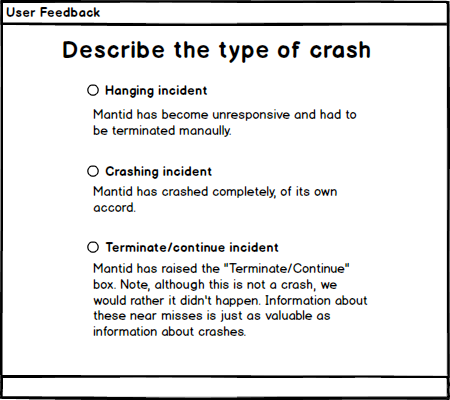 User Feedback
Describe the type of crash
Hanging incident
Mantid has become unresponsive and had to
be terminated manaully.
Crashing incident
Mantid has crashed completely, of its own
accord.
Terminate/continue incident
Mantid has raised the "Terminate/Continue"
box. Note, although this is not a crash, we
would rather it didn't happen. Information about
these near misses is just as valuable as
information about crashes.